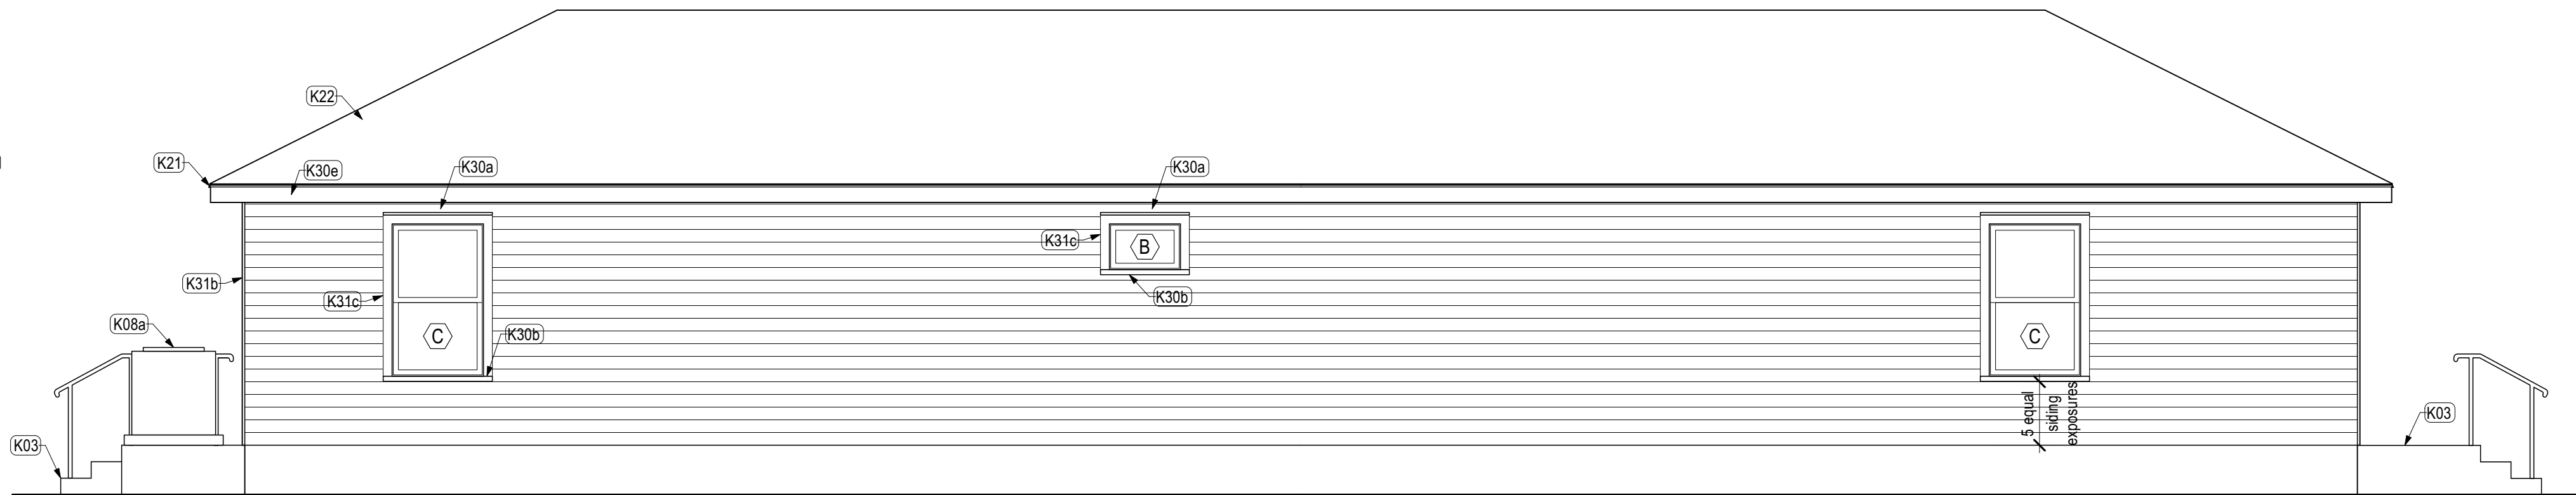 K22
K21
K30e
K30a
K30a
K31c
B
K31b
K31c
K30b
K08a
C
K30b
C
5 equal
siding
exposures
K03
K03